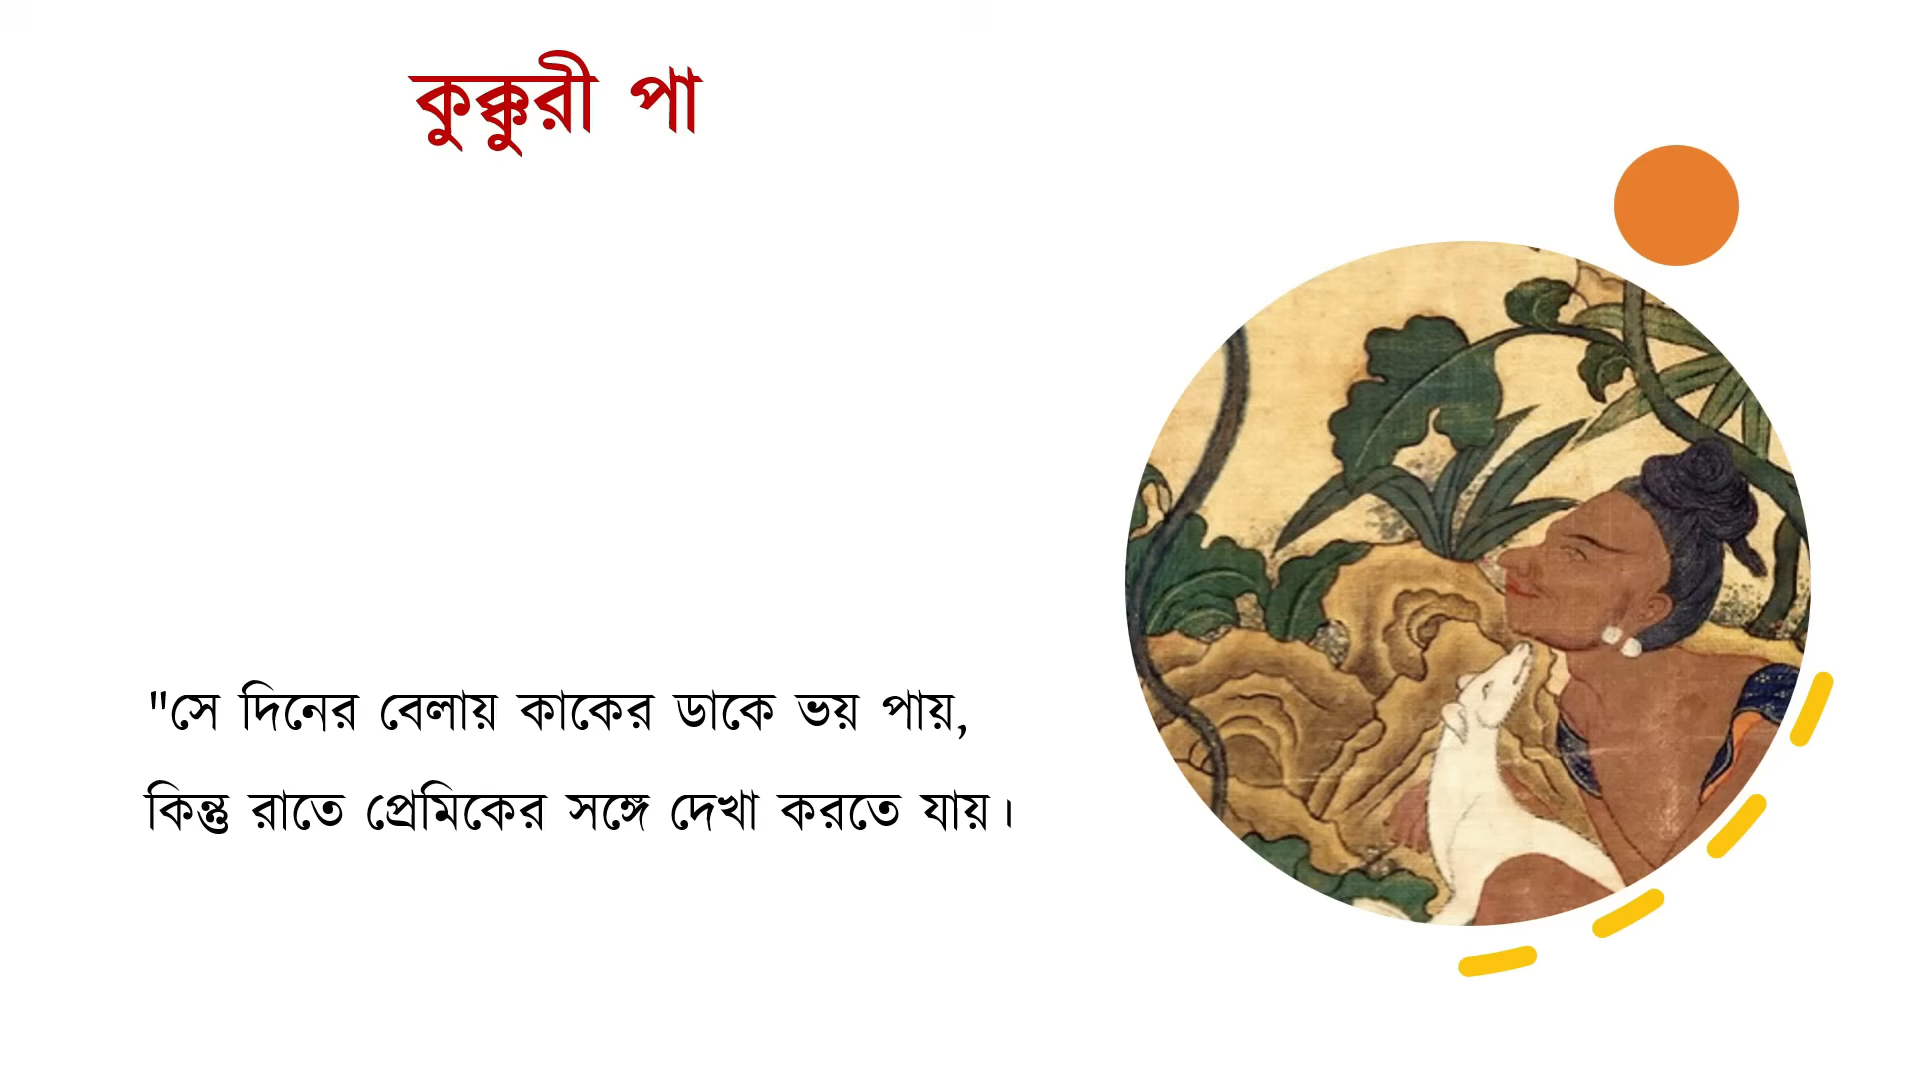 কুক্কুরী পা
"সে দিনের বেলায় কাকের ডাকে ভয় পায়,
কিন্তু রাতে প্রেমিকের সঙ্গে দেখা করতে যায়।